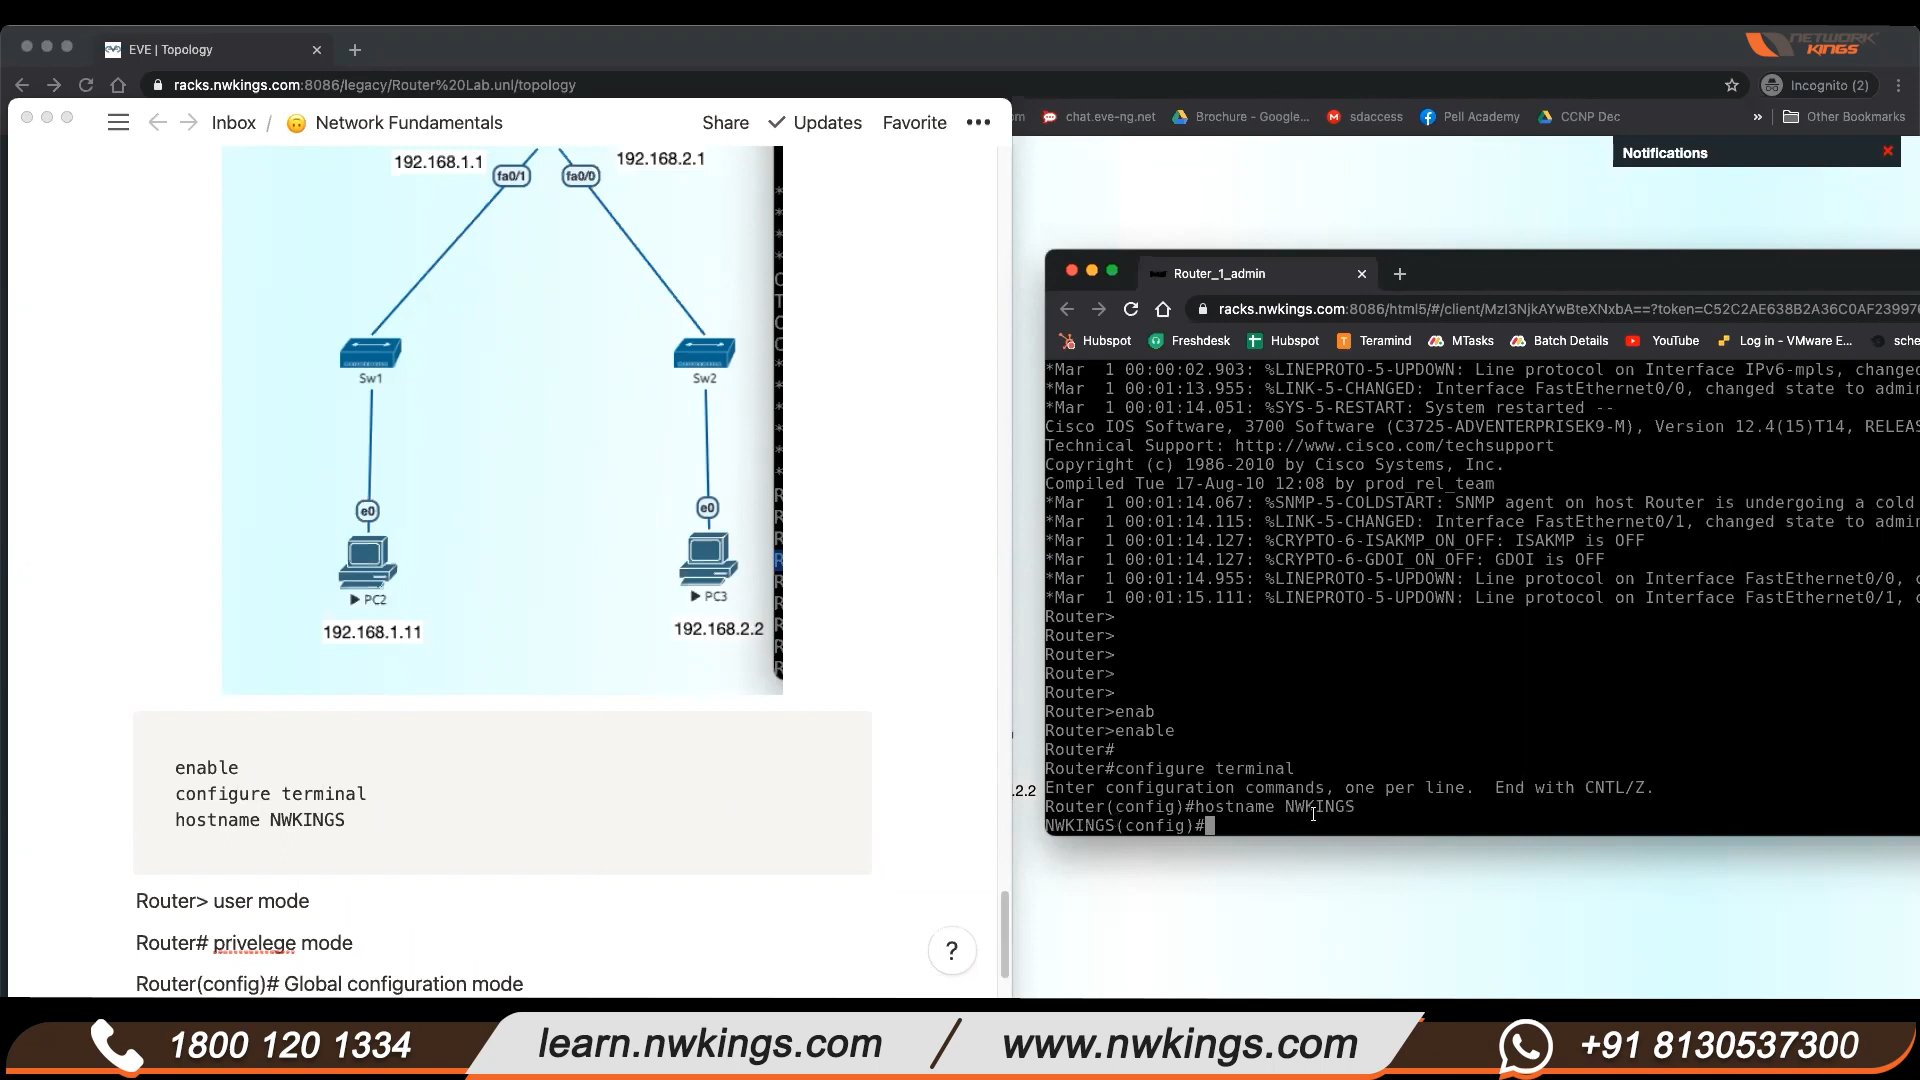 EVE | Topology
NETWORK
KINGS
racks.nwkings.com:8086/legacy/Router%20Lab.unl/topology
Incognito (2)
Inbox / Network Fundamentals
Share
Updates
Favorite
om
chat.eve-ng.net
Brochure - Google...
sdaccess
Pell Academy
CCNP Dec
»
Other Bookmarks
Notifications
192.168.1.1
192.168.2.1
fa0/1
fa0/0
Sw1
Sw2
e0
e0
PC2
PC3
192.168.1.11
192.168.2.2
enable
configure terminal
hostname NWKINGS
Router> user mode
Router# privelege mode
Router(config)# Global configuration mode
?
.2.2
Router_1_admin
racks.nwkings.com:8086/html5/#/client/MzI3NjkAYwBteXNxbA==?token=C52C2AE638B2A36C0AF23997
Hubspot
Freshdesk
Hubspot
Teramind
MTasks
Batch Details
YouTube
Log in - VMware E...
sche
*Mar  1 00:00:02.903: %LINEPROTO-5-UPDOWN: Line protocol on Interface IPv6-mpls, changed
*Mar  1 00:01:13.955: %LINK-5-CHANGED: Interface FastEthernet0/0, changed state to admin
*Mar  1 00:01:14.051: %SYS-5-RESTART: System restarted --
Cisco IOS Software, 3700 Software (C3725-ADVENTERPRISEK9-M), Version 12.4(15)T14, RELEAS
Technical Support: http://www.cisco.com/techsupport
Copyright (c) 1986-2010 by Cisco Systems, Inc.
Compiled Tue 17-Aug-10 12:08 by prod_rel_team
*Mar  1 00:01:14.067: %SNMP-5-COLDSTART: SNMP agent on host Router is undergoing a cold
*Mar  1 00:01:14.115: %LINK-5-CHANGED: Interface FastEthernet0/1, changed state to admin
*Mar  1 00:01:14.127: %CRYPTO-6-ISAKMP_ON_OFF: ISAKMP is OFF
*Mar  1 00:01:14.127: %CRYPTO-6-GDOI_ON_OFF: GDOI is OFF
*Mar  1 00:01:14.955: %LINEPROTO-5-UPDOWN: Line protocol on Interface FastEthernet0/0, c
*Mar  1 00:01:15.111: %LINEPROTO-5-UPDOWN: Line protocol on Interface FastEthernet0/1, c
Router>
Router>
Router>
Router>
Router>
Router>enab
Router>enable
Router#
Router#configure terminal
Enter configuration commands, one per line.  End with CNTL/Z.
Router(config)#hostname NWKINGS
NWKINGS(config)#
1800 120 1334
learn.nwkings.com / www.nwkings.com
+91 8130537300